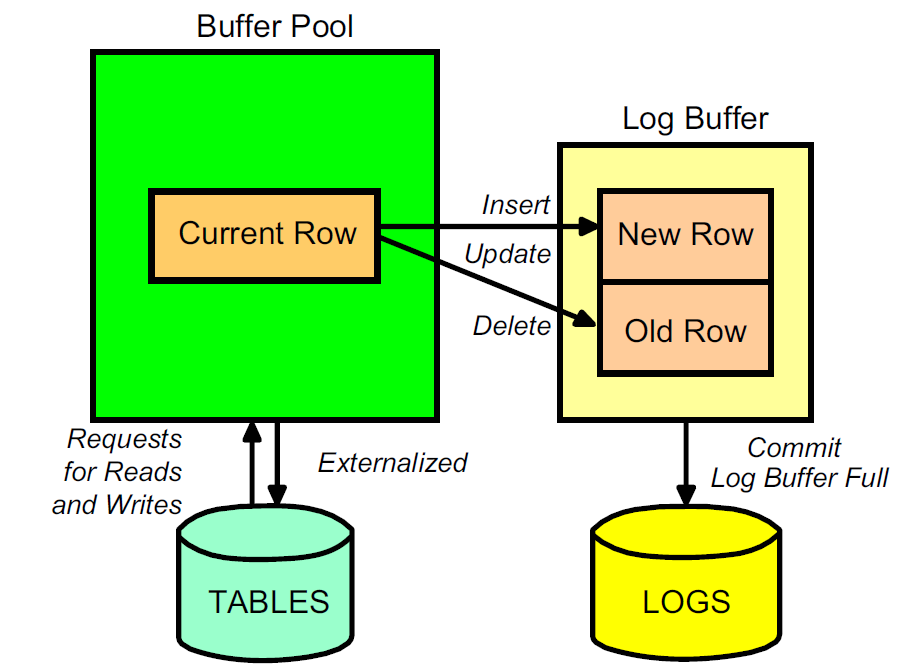 Buffer Pool
Log Buffer
Current Row
Insert
Update
Delete
New Row
Old Row
Requests
for Reads
and Writes
Externalized
Commit
Log Buffer Full
TABLES
LOGS